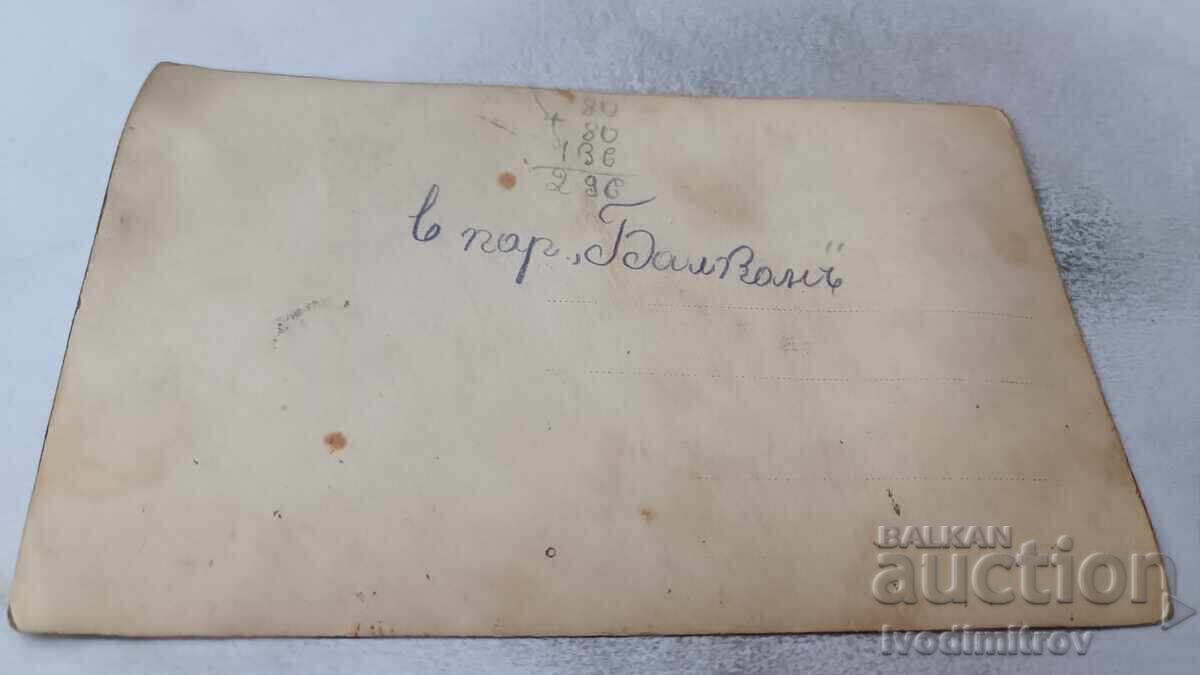 80
+ 80
136
296
в пар. „Балканъ"
BALKAN
auction
Ivodimitrov